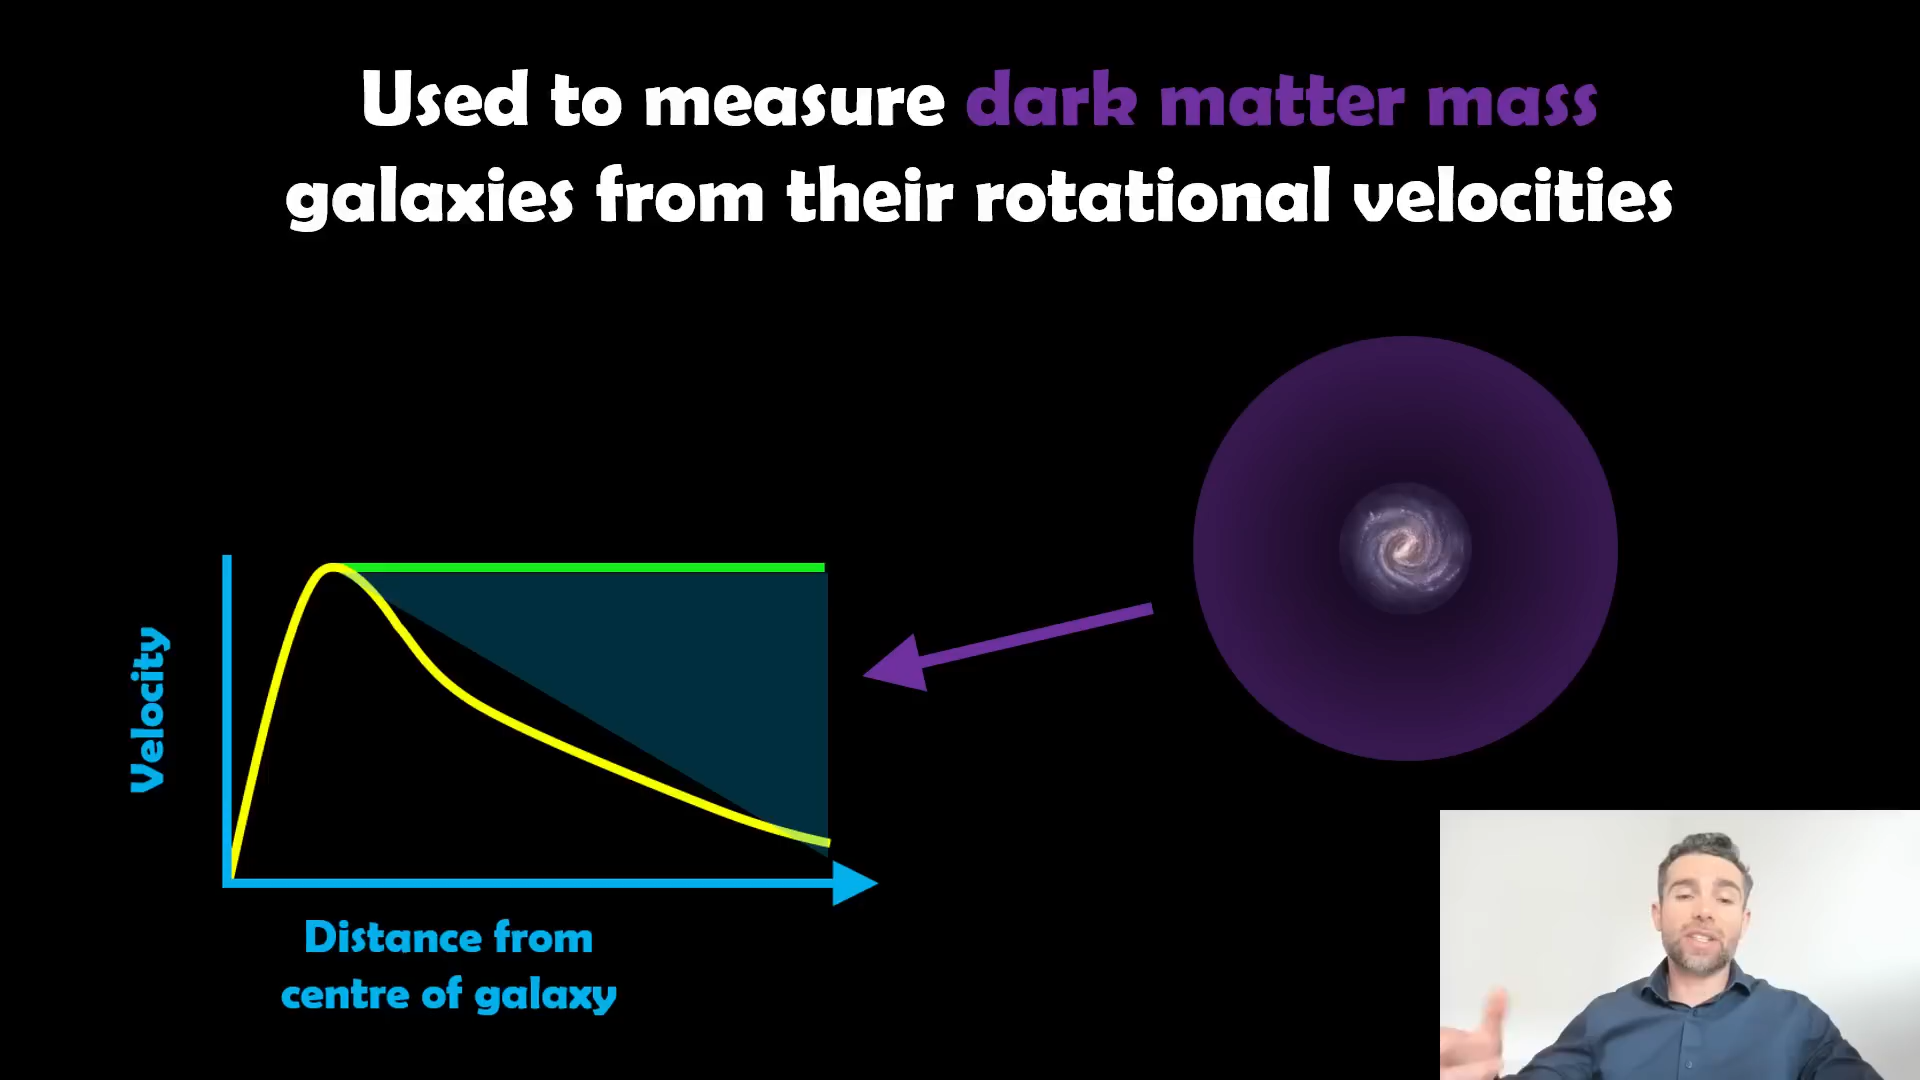 Used to measure dark matter mass
galaxies from their rotational velocities
Velocity
Distance from
centre of galaxy